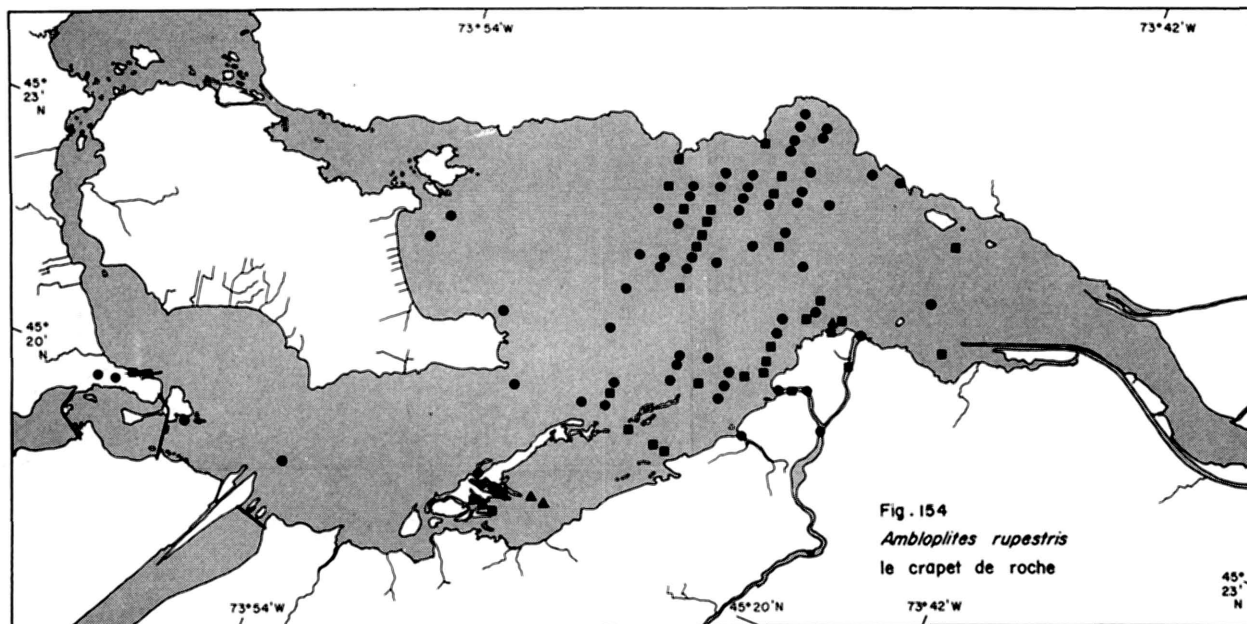 73°54'W
73°42'W
45°
23'
N
45°
20'
N
Fig. 154
Ambloplites rupestris
le crapet de roche
45°
23'
N
73°54'W
45°20'N
73°42'W